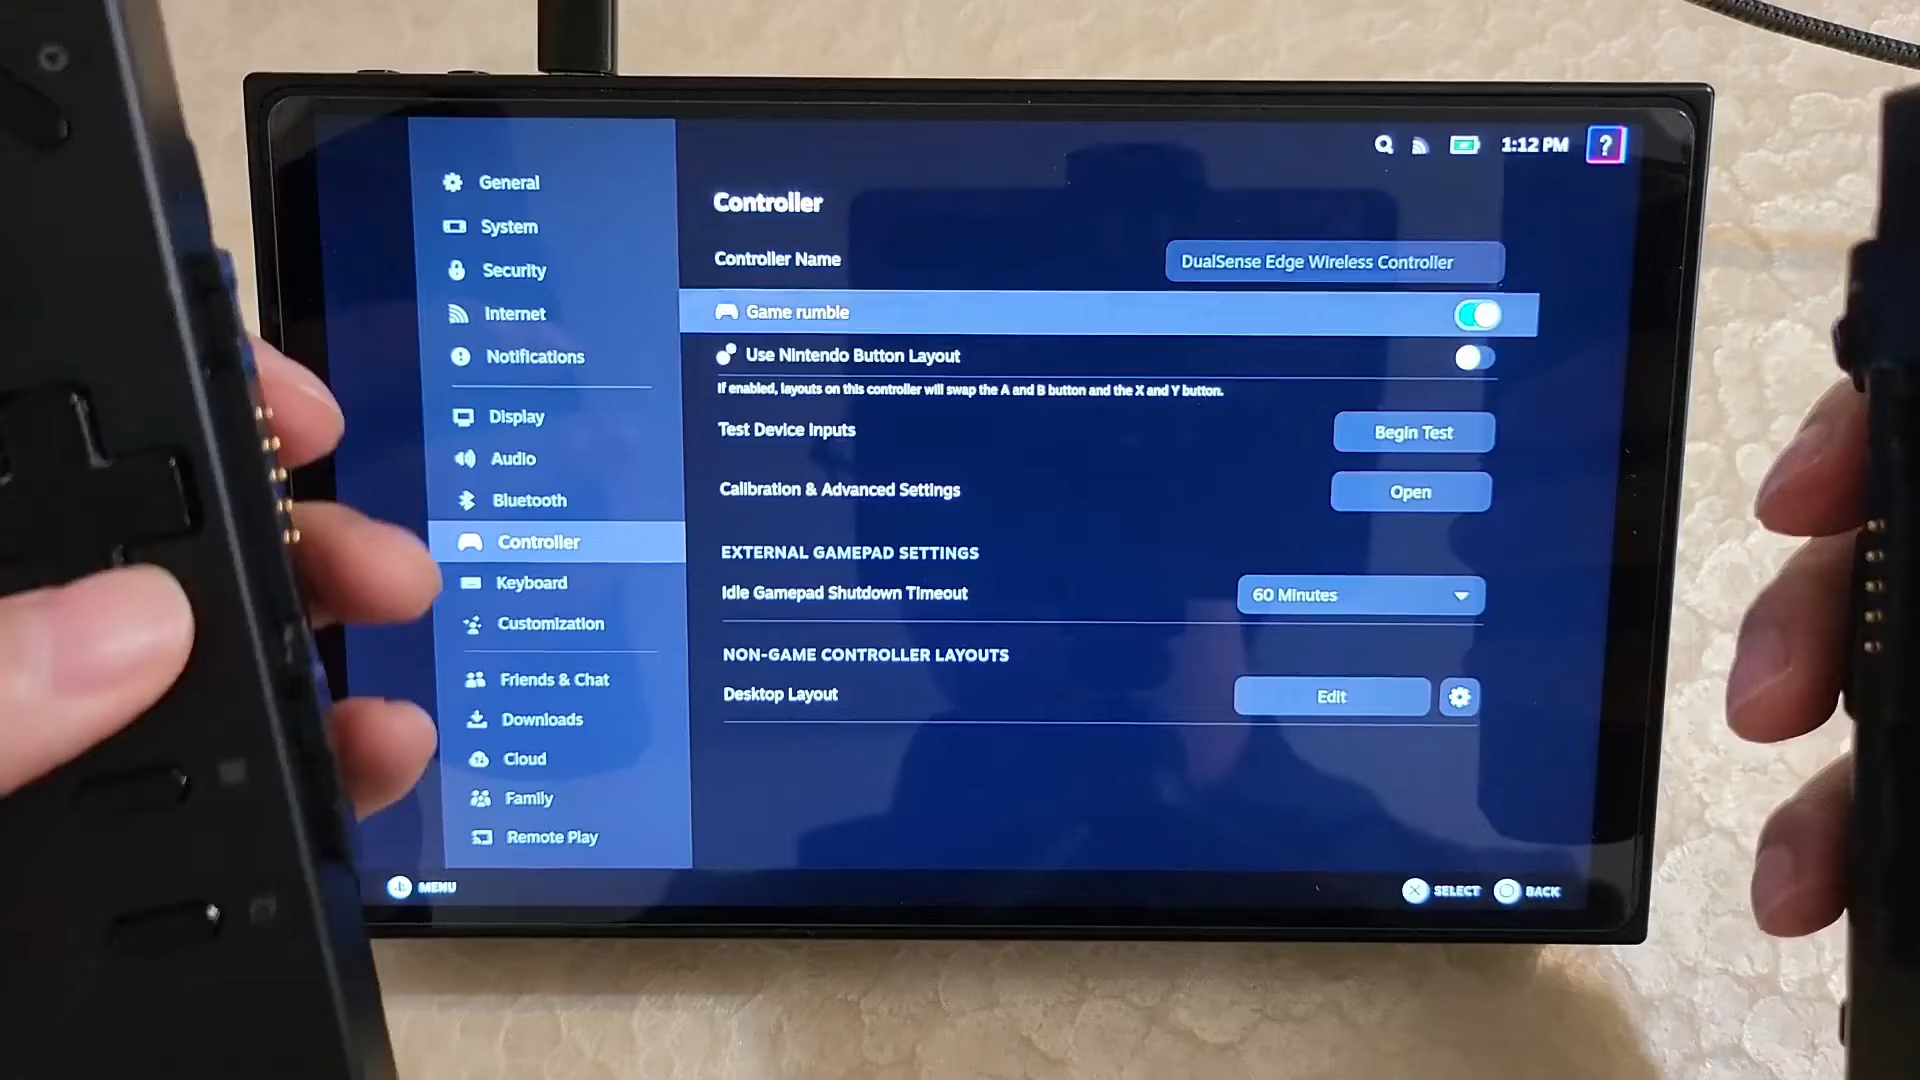 1:12 PM
?
General
System
Security
Internet
Notifications
Display
Audio
Bluetooth
Controller
Keyboard
Customization
Friends & Chat
Downloads
Cloud
Family
Remote Play
Controller
Controller Name
DualSense Edge Wireless Controller
Game rumble
Use Nintendo Button Layout
If enabled, layouts on this controller will swap the A and B button and the X and Y button.
Test Device Inputs
Begin Test
Calibration & Advanced Settings
Open
EXTERNAL GAMEPAD SETTINGS
Idle Gamepad Shutdown Timeout
60 Minutes
NON-GAME CONTROLLER LAYOUTS
Desktop Layout
Edit
MENU
SELECT
BACK